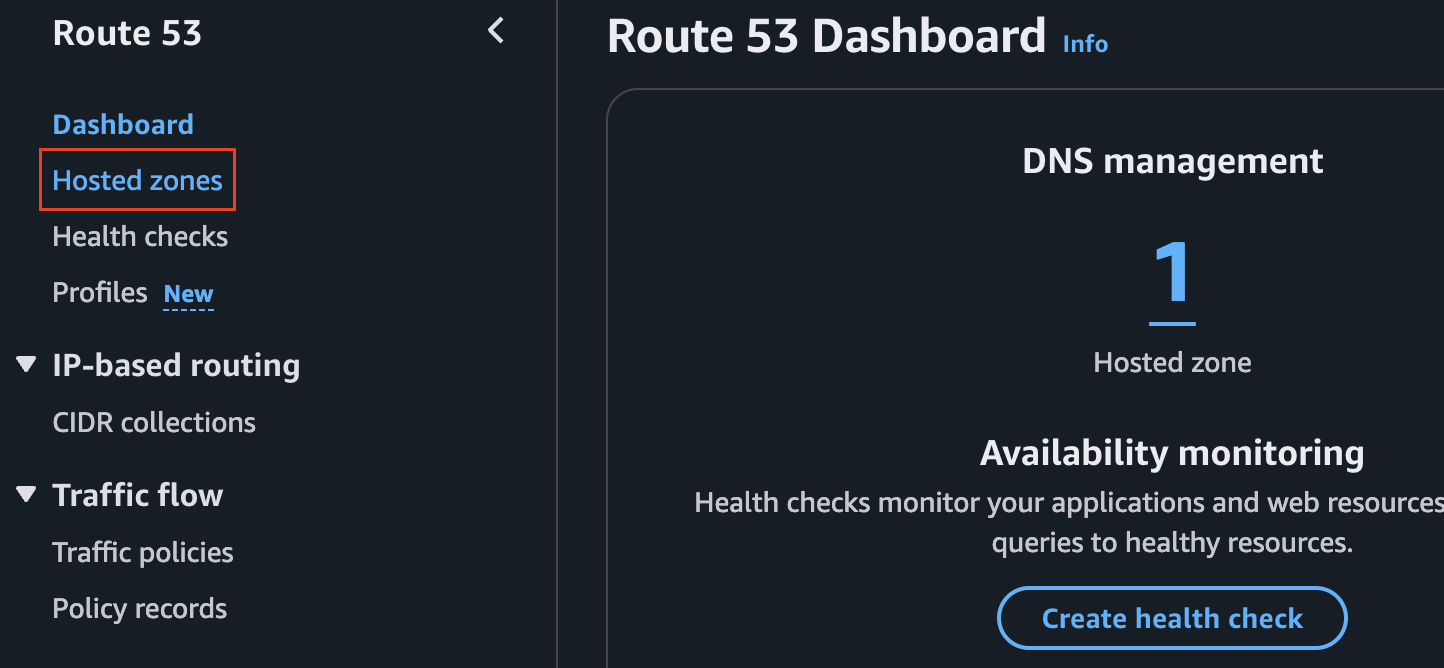 Route 53
Dashboard
Hosted zones
Health checks
Profiles New
IP-based routing
CIDR collections
Traffic flow
Traffic policies
Policy records
Route 53 Dashboard Info
DNS management
1
Hosted zone
Availability monitoring
Health checks monitor your applications and web resources
queries to healthy resources.
Create health check